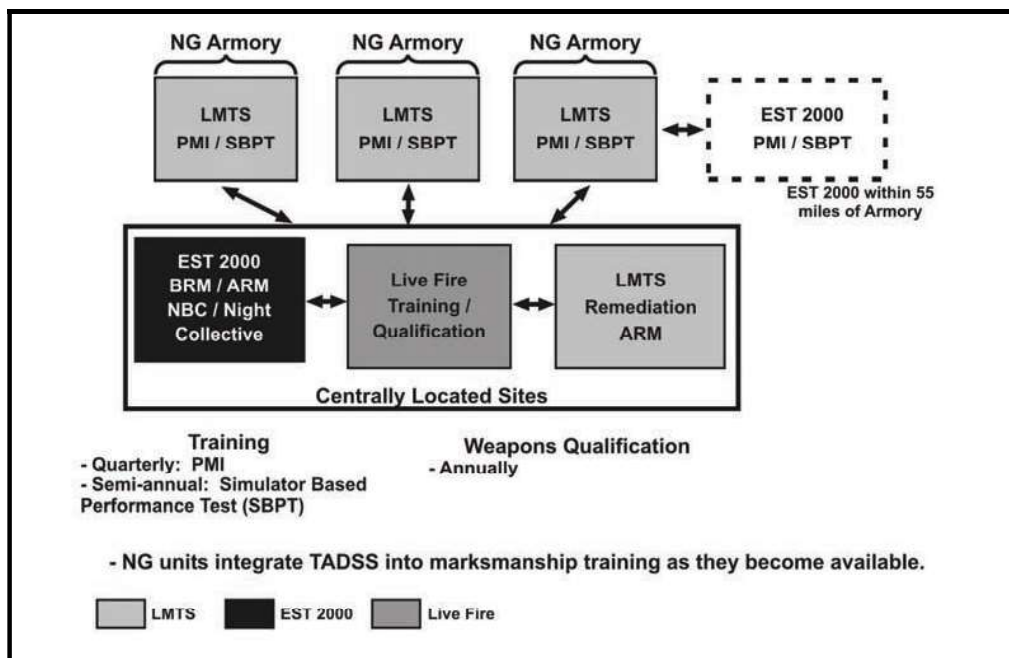 NG Armory
NG Armory
NG Armory
LMTS
PMI / SBPT
LMTS
PMI / SBPT
LMTS
PMI / SBPT
EST 2000
PMI / SBPT
EST 2000 within 55
miles of Armory
EST 2000
BRM / ARM
NBC / Night
Collective
Live Fire
Training /
Qualification
LMTS
Remediation
ARM
Centrally Located Sites
Training
- Quarterly: PMI
- Semi-annual: Simulator Based
Performance Test (SBPT)
Weapons Qualification
- Annually
- NG units integrate TADSS into marksmanship training as they become available.
LMTS
EST 2000
Live Fire